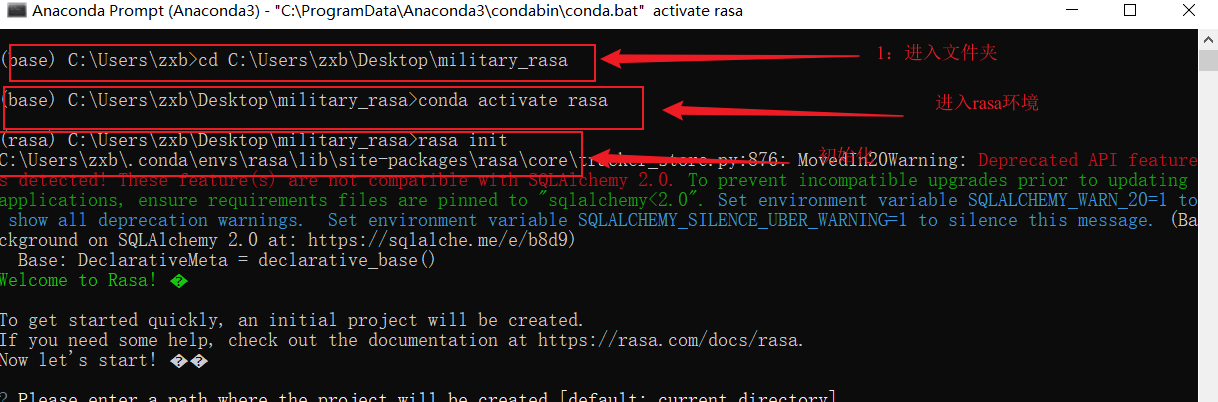 Anaconda Prompt (Anaconda3) - "C:\ProgramData\Anaconda3\condabin\conda.bat" activate rasa
(base) C:\Users\zxb>cd C:\Users\zxb\Desktop\military_rasa
1：进入文件夹
(base) C:\Users\zxb\Desktop\military_rasa>conda activate rasa
进入rasa环境
(rasa) C:\Users\zxb\Desktop\military_rasa>rasa init
初始化
C:\Users\zxb\.conda\envs\rasa\lib\site-packages\rasa\core\tracker_store.py:876: MovedIn20Warning: Deprecated API feature
s detected! These feature(s) are not compatible with SQLAlchemy 2.0. To prevent incompatible upgrades prior to updating
applications, ensure requirements files are pinned to "sqlalchemy<2.0". Set environment variable SQLALCHEMY_WARN_20=1 to
show all deprecation warnings.  Set environment variable SQLALCHEMY_SILENCE_UBER_WARNING=1 to silence this message. (Ba
ckground on SQLAlchemy 2.0 at: https://sqlalche.me/e/b8d9)
Base: DeclarativeMeta = declarative_base()
Welcome to Rasa! �
To get started quickly, an initial project will be created.
If you need some help, check out the documentation at https://rasa.com/docs/rasa.
Now let's start! ��
? Please enter a path where the project will be created [default: current directory]